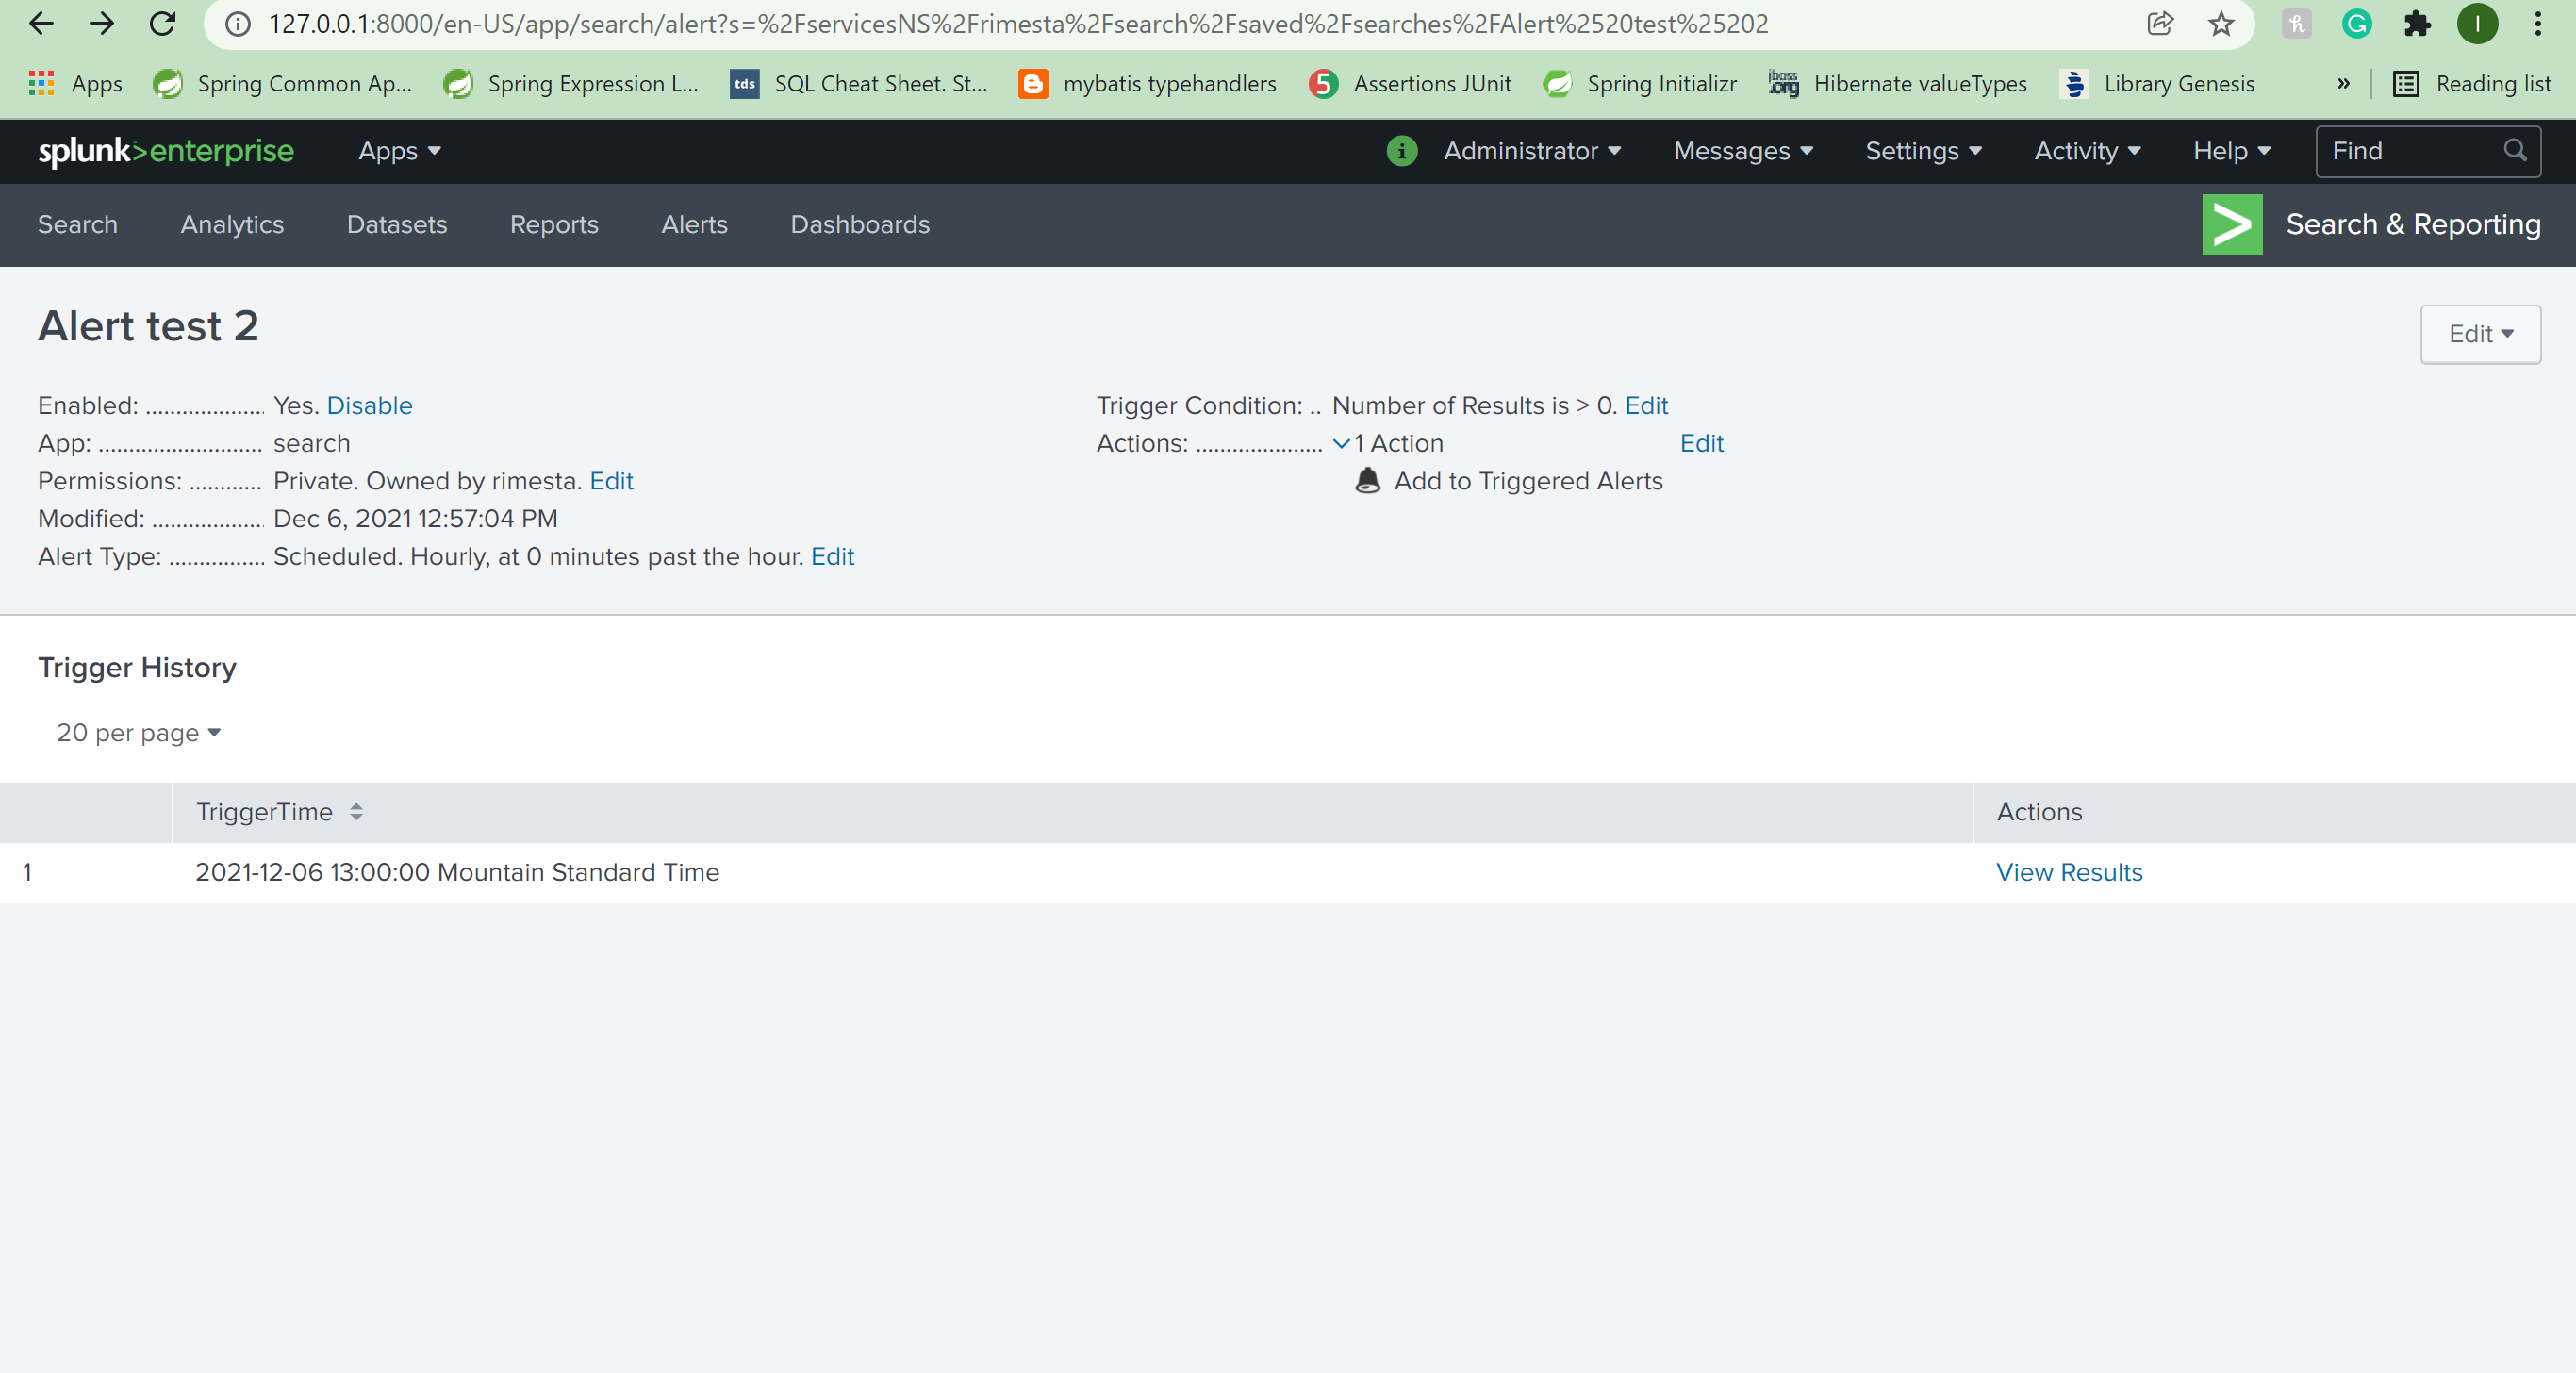 127.0.0.1:8000/en-US/app/search/alert?s=%2FservicesNS%2Frimesta%2Fsearch%2Fsaved%2Fsearches%2FAlert%2520test%25202
Apps Spring Common Ap... Spring Expression L... tds SQL Cheat Sheet. St... mybatis typehandlers 5 Assertions JUnit Spring Initializr jboss .org Hibernate valueTypes Library Genesis » Reading list
splunk>enterprise Apps i Administrator Messages Settings Activity Help Find
Search Analytics Datasets Reports Alerts Dashboards > Search & Reporting
Alert test 2 Edit
Enabled: .................... Yes. Disable Trigger Condition: .. Number of Results is > 0. Edit
App: ........................... search Actions: ..................... 1 Action Edit
Permissions: ............ Private. Owned by rimesta. Edit Add to Triggered Alerts
Modified: ................... Dec 6, 2021 12:57:04 PM
Alert Type: ................ Scheduled. Hourly, at 0 minutes past the hour. Edit
Trigger History
20 per page
TriggerTime Actions
1 2021-12-06 13:00:00 Mountain Standard Time View Results